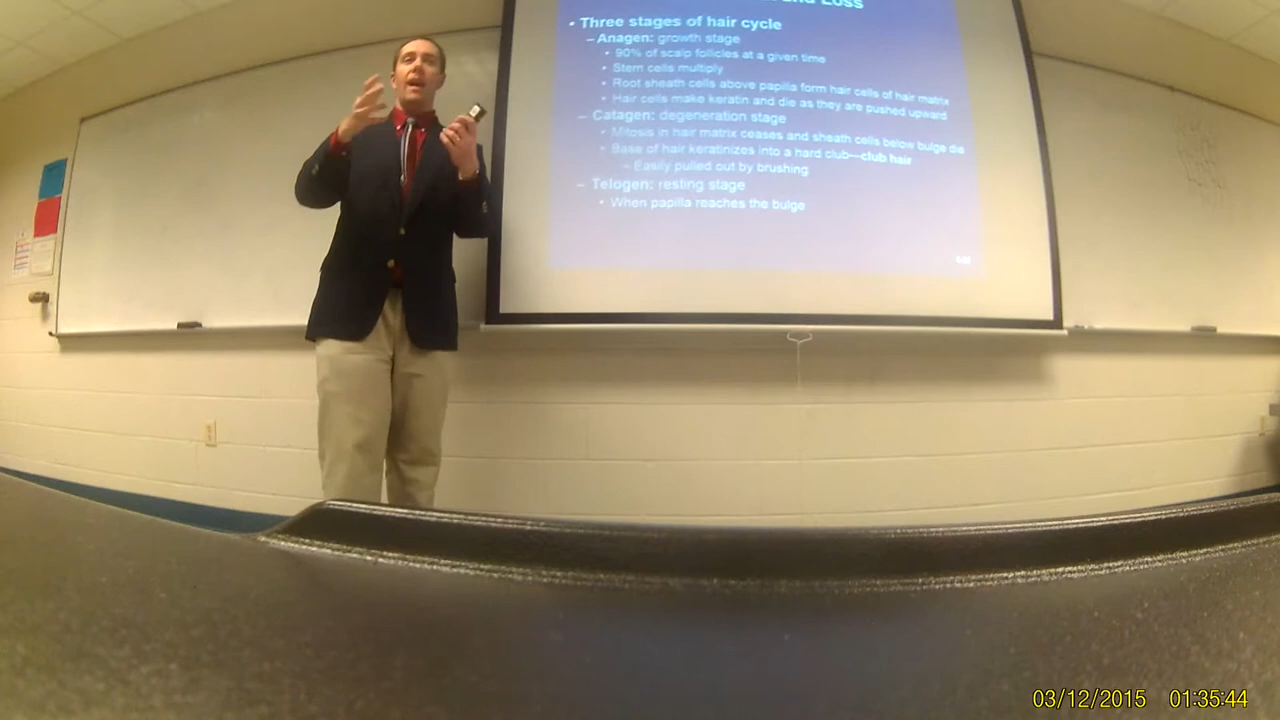 and Loss
• Three stages of hair cycle
– Anagen: growth stage
• 90% of scalp follicles at a given time
• Stem cells multiply
• Root sheath cells above papilla form hair cells of hair matrix
• Hair cells make keratin and die as they are pushed upward
– Catagen: degeneration stage
• Mitosis in hair matrix ceases and sheath cells below bulge die
• Base of hair keratinizes into a hard club—club hair
– Easily pulled out by brushing
– Telogen: resting stage
• When papilla reaches the bulge
03/12/2015 01:35:44